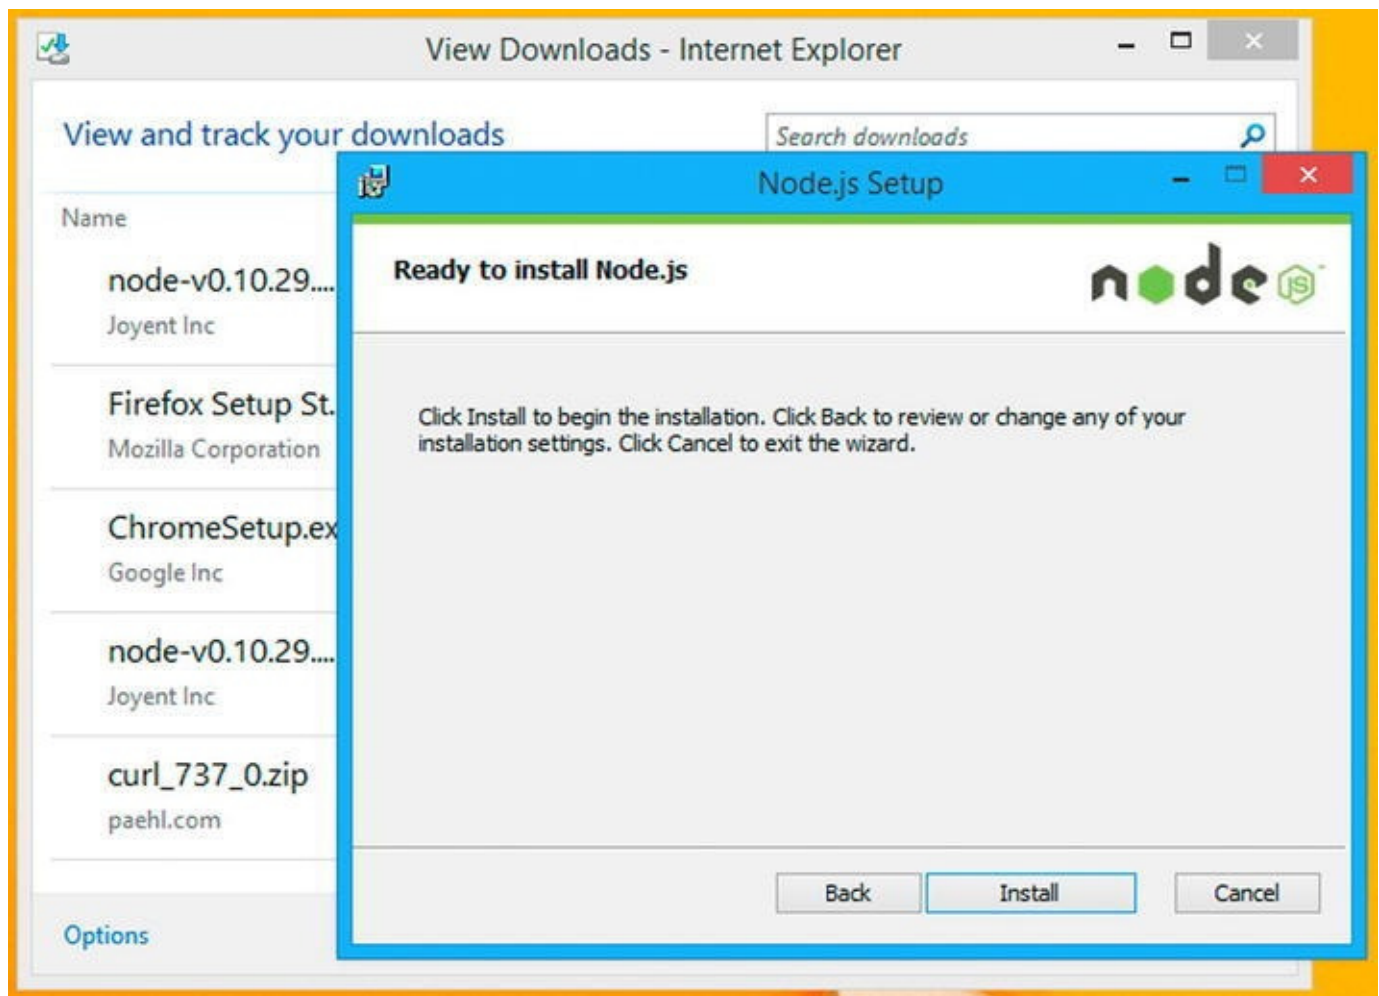 View Downloads - Internet Explorer
View and track your downloads
Search downloads
Name
node-v0.10.29....
Joyent Inc
Firefox Setup St.
Mozilla Corporation
ChromeSetup.ex
Google Inc
node-v0.10.29....
Joyent Inc
curl_737_0.zip
paehl.com
Options
Node.js Setup
Ready to install Node.js
node JS
Click Install to begin the installation. Click Back to review or change any of your
installation settings. Click Cancel to exit the wizard.
Back Install Cancel